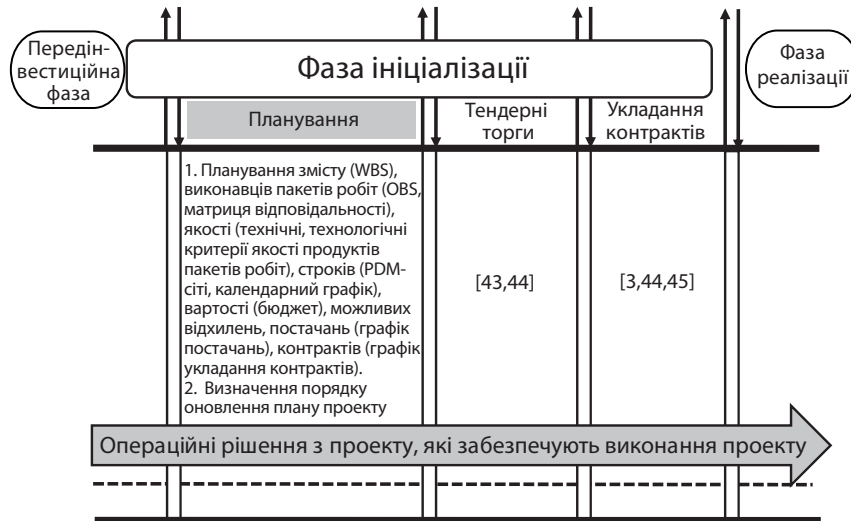 Передін-
вестиційна
фаза
Фаза ініціалізації
Фаза
реалізації
Планування
Тендерні
торги
Укладання
контрактів
1. Планування змісту (WBS),
виконавців пакетів робіт (OBS,
матриця відповідальності),
якості (технічні, технологічні
критерії якості продуктів
пакетів робіт), строків (PDM-
сіті, календарний графік),
вартості (бюджет), можливих
відхилень, постачань (графік
постачань), контрактів (графік
укладання контрактів).
2. Визначення порядку
оновлення плану проекту
[43,44]
[3,44,45]
Операційні рішення з проекту, які забезпечують виконання проекту